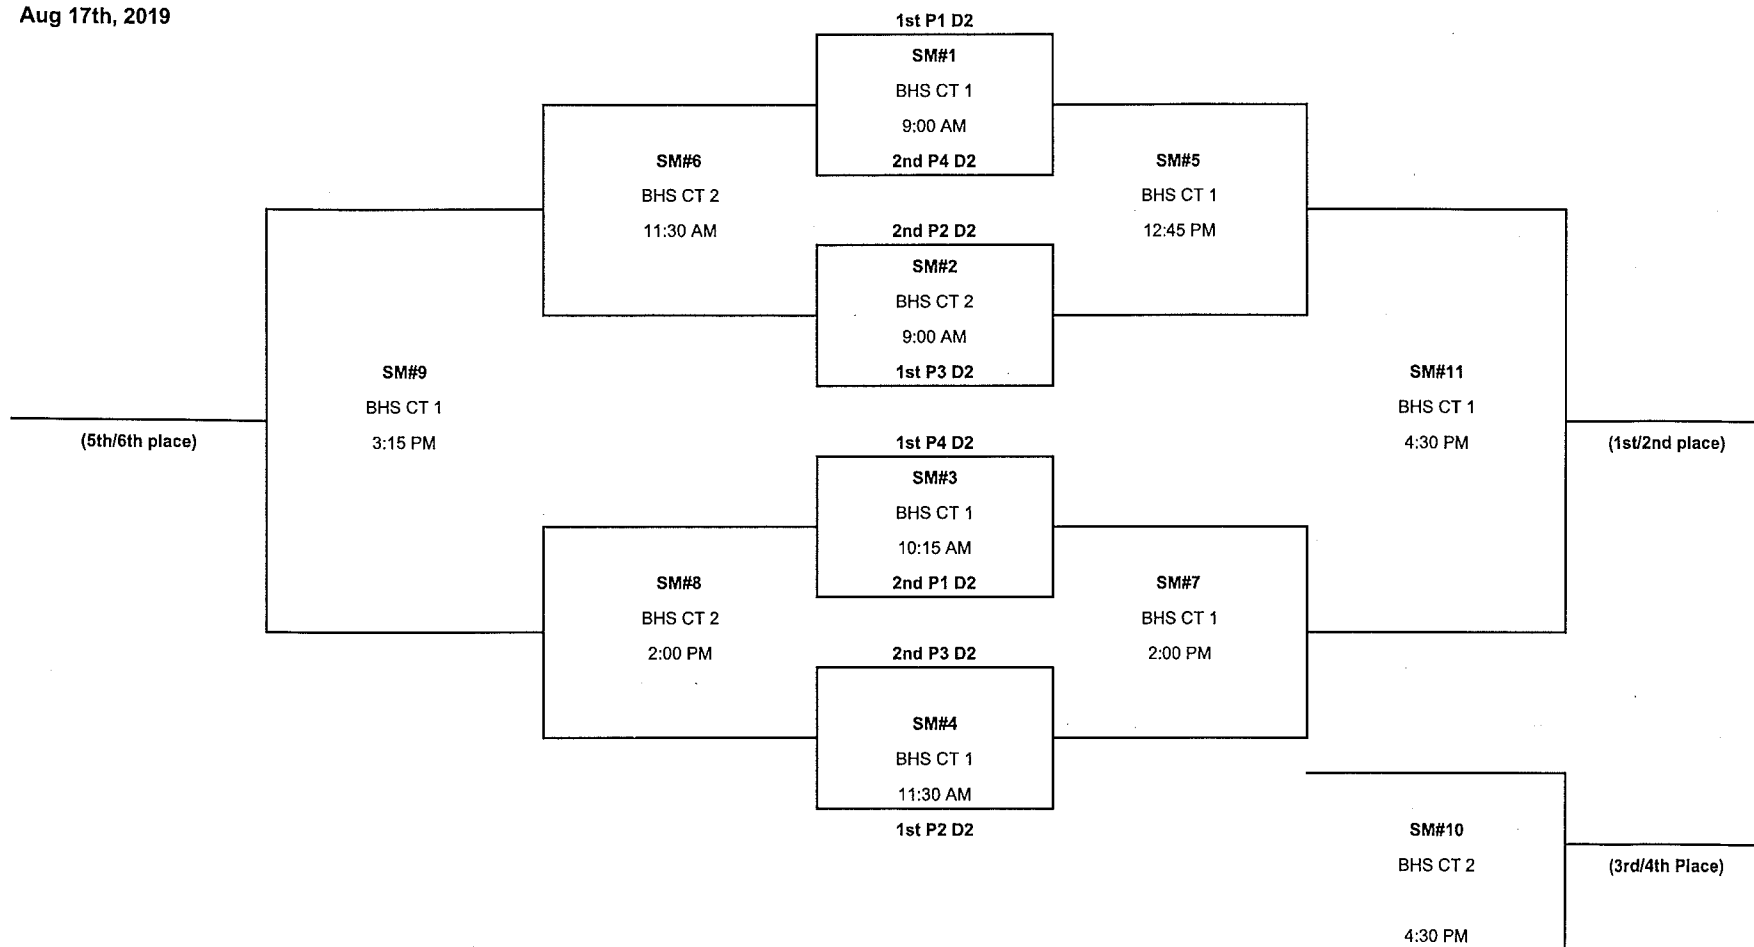 Aug 17th, 2019
1st P1 D2
SM#1
BHS CT 1
9:00 AM
2nd P4 D2
SM#6
BHS CT 2
11:30 AM
SM#5
BHS CT 1
12:45 PM
2nd P2 D2
SM#2
BHS CT 2
9:00 AM
1st P3 D2
SM#9
BHS CT 1
3:15 PM
(5th/6th place)
SM#11
BHS CT 1
4:30 PM
(1st/2nd place)
1st P4 D2
SM#3
BHS CT 1
10:15 AM
2nd P1 D2
SM#8
BHS CT 2
2:00 PM
SM#7
BHS CT 1
2:00 PM
2nd P3 D2
SM#4
BHS CT 1
11:30 AM
1st P2 D2
SM#10
BHS CT 2
4:30 PM
(3rd/4th Place)